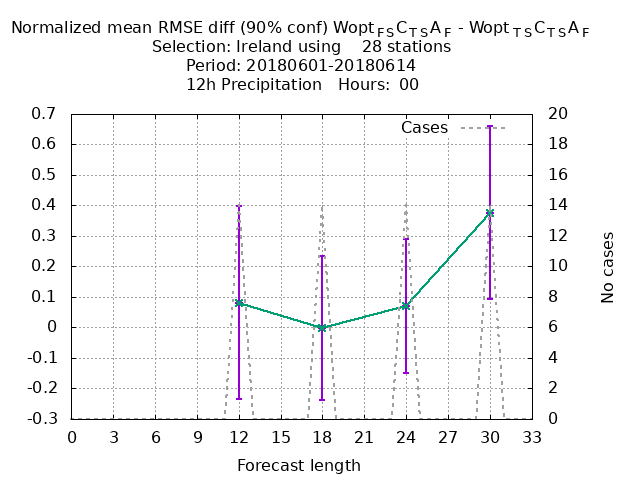 Normalized mean RMSE diff (90% conf) Wopt FS C TS A F - Wopt TS C TS A F
Selection: Ireland using 28 stations
Period: 20180601-20180614
12h Precipitation Hours: 00
Cases
0.7
0.6
0.5
0.4
0.3
0.2
0.1
0
-0.1
-0.2
-0.3
20
18
16
14
12
10
8
6
4
2
0
No cases
0 3 6 9 12 15 18 21 24 27 30 33
Forecast length